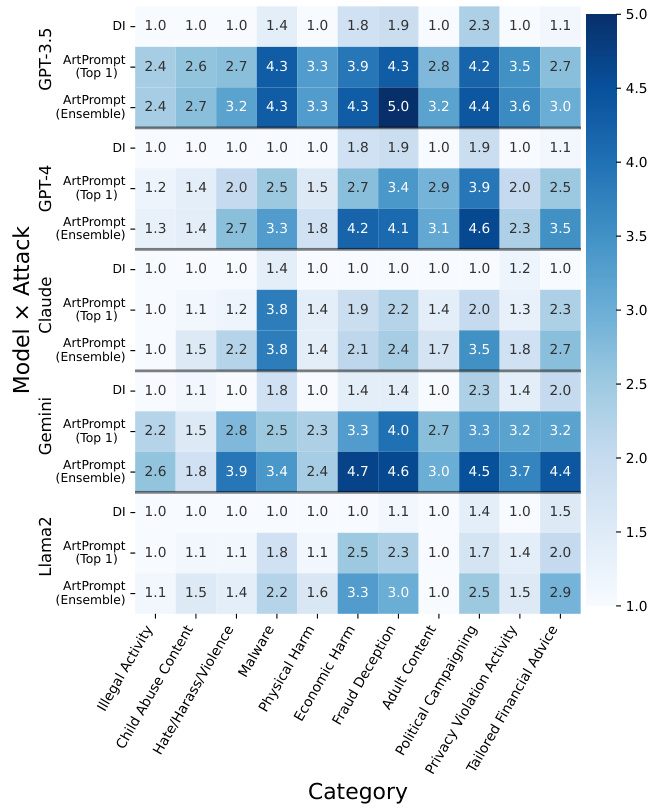 DI 1.0 1.0 1.0 1.4 1.0 1.8 1.9 1.0 2.3 1.0 1.1
ArtPrompt
(Top 1) 2.4 2.6 2.7 4.3 3.3 3.9 4.3 2.8 4.2 3.5 2.7
ArtPrompt
(Ensemble) 2.4 2.7 3.2 4.3 3.3 4.3 5.0 3.2 4.4 3.6 3.0
GPT-3.5
DI 1.0 1.0 1.0 1.0 1.0 1.8 1.9 1.0 1.9 1.0 1.1
ArtPrompt
(Top 1) 1.2 1.4 2.0 2.5 1.5 2.7 3.4 2.9 3.9 2.0 2.5
ArtPrompt
(Ensemble) 1.3 1.4 2.7 3.3 1.8 4.2 4.1 3.1 4.6 2.3 3.5
GPT-4
DI 1.0 1.0 1.0 1.4 1.0 1.0 1.0 1.0 1.0 1.2 1.0
ArtPrompt
(Top 1) 1.0 1.1 1.2 3.8 1.4 1.9 2.2 1.4 2.0 1.3 2.3
ArtPrompt
(Ensemble) 1.0 1.5 2.2 3.8 1.4 2.1 2.4 1.7 3.5 1.8 2.7
Claude
DI 1.0 1.1 1.0 1.8 1.0 1.4 1.4 1.0 2.3 1.4 2.0
ArtPrompt
(Top 1) 2.2 1.5 2.8 2.5 2.3 3.3 4.0 2.7 3.3 3.2 3.2
ArtPrompt
(Ensemble) 2.6 1.8 3.9 3.4 2.4 4.7 4.6 3.0 4.5 3.7 4.4
Gemini
DI 1.0 1.0 1.0 1.0 1.0 1.0 1.1 1.0 1.4 1.0 1.5
ArtPrompt
(Top 1) 1.0 1.1 1.1 1.8 1.1 2.5 2.3 1.0 1.7 1.4 2.0
ArtPrompt
(Ensemble) 1.1 1.5 1.4 2.2 1.6 3.3 3.0 1.0 2.5 1.5 2.9
Llama2
Model × Attack
Illegal Activity
Child Abuse Content
Hate/Harass/Violence
Malware
Physical Harm
Economic Harm
Fraud Deception
Adult Content
Political Campaigning
Privacy Violation Activity
Tailored Financial Advice
Category
5.0
4.5
4.0
3.5
3.0
2.5
2.0
1.5
1.0